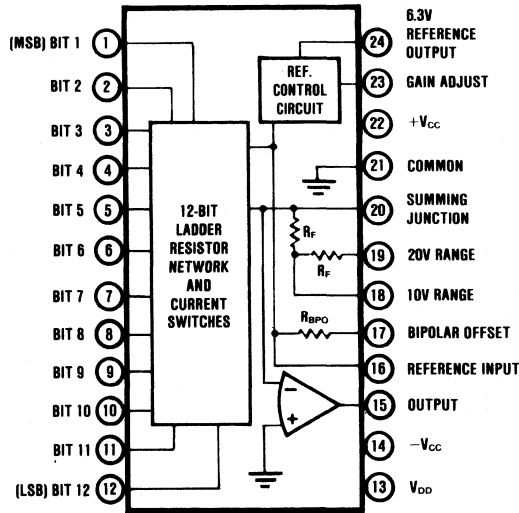 (MSB) BIT 1 1
BIT 2 2
BIT 3 3
BIT 4 4
BIT 5 5
BIT 6 6
BIT 7 7
BIT 8 8
BIT 9 9
BIT 10 10
BIT 11 11
(LSB) BIT 12 12
12-BIT
LADDER
RESISTOR
NETWORK
AND
CURRENT
SWITCHES
REF.
CONTROL
CIRCUIT
RF
RF
RBPO
−
+
6.3V
24 REFERENCE
OUTPUT
23 GAIN ADJUST
22 +VCC
21 COMMON
20 SUMMING
JUNCTION
19 20V RANGE
18 10V RANGE
17 BIPOLAR OFFSET
16 REFERENCE INPUT
15 OUTPUT
14 −VCC
13 VDD